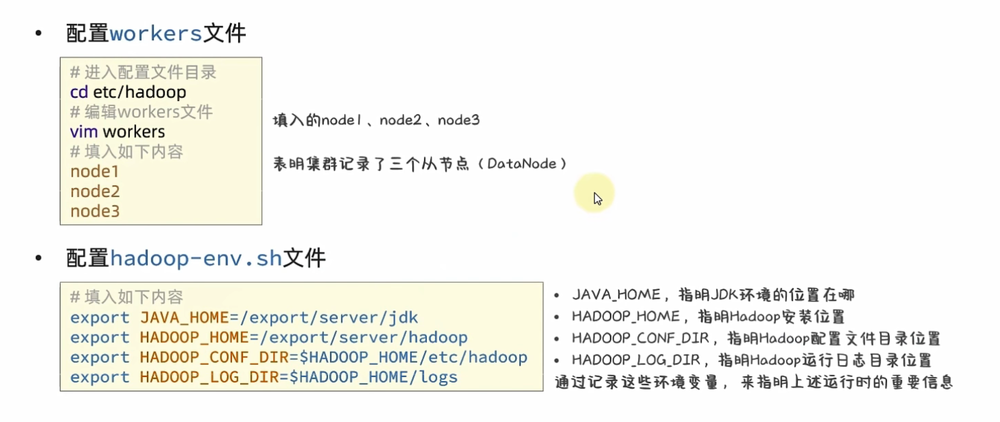 • 配置workers文件
# 进入配置文件目录
cd etc/hadoop
# 编辑workers文件
vim workers
# 填入如下内容
node1
node2
node3
填入的node1、node2、node3
表明集群记录了三个从节点（DataNode）
• 配置hadoop-env.sh文件
# 填入如下内容
export JAVA_HOME=/export/server/jdk
export HADOOP_HOME=/export/server/hadoop
export HADOOP_CONF_DIR=$HADOOP_HOME/etc/hadoop
export HADOOP_LOG_DIR=$HADOOP_HOME/logs
• JAVA_HOME，指明JDK环境的位置在哪
• HADOOP_HOME，指明Hadoop安装位置
• HADOOP_CONF_DIR，指明Hadoop配置文件目录位置
• HADOOP_LOG_DIR，指明Hadoop运行日志目录位置
通过记录这些环境变量，来指明上述运行时的重要信息